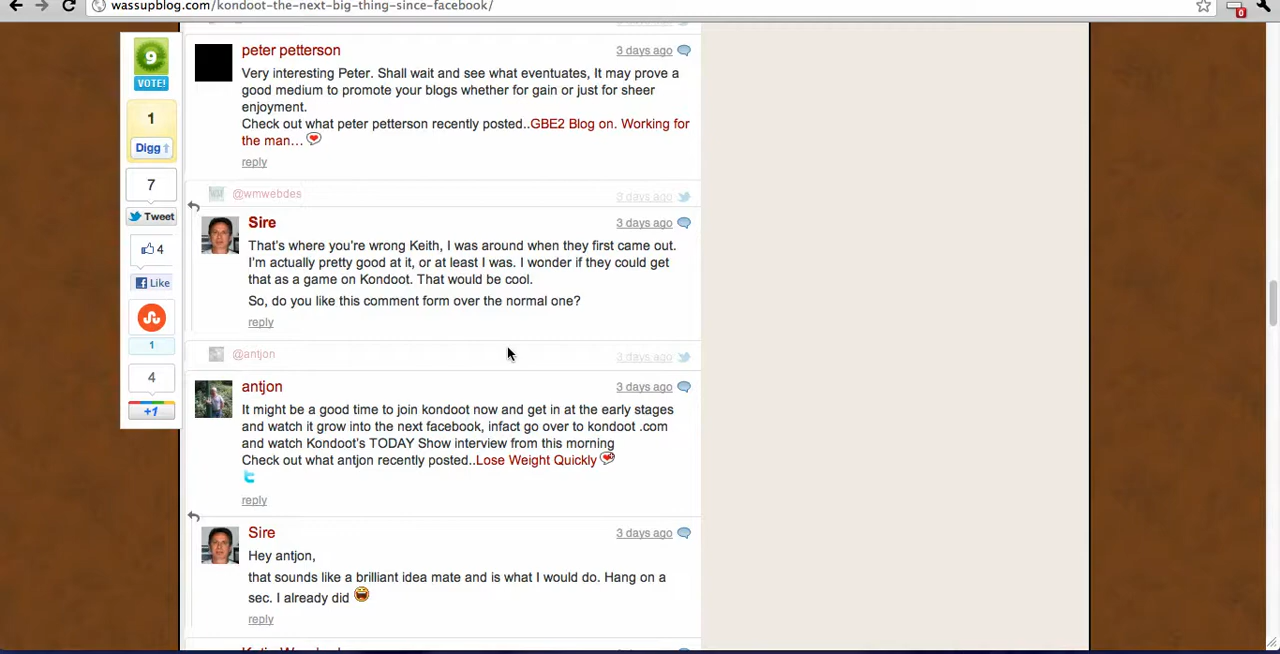 wassupblog.com/kondoot-the-next-big-thing-since-facebook/
peter petterson 3 days ago
Very interesting Peter. Shall wait and see what eventuates, It may prove a
good medium to promote your blogs whether for gain or just for sheer
enjoyment.
Check out what peter petterson recently posted..GBE2 Blog on. Working for
the man…
reply
@wmwebdes 3 days ago
Sire 3 days ago
That's where you're wrong Keith, I was around when they first came out.
I'm actually pretty good at it, or at least I was. I wonder if they could get
that as a game on Kondoot. That would be cool.
So, do you like this comment form over the normal one?
reply
@antjon 3 days ago
antjon 3 days ago
It might be a good time to join kondoot now and get in at the early stages
and watch it grow into the next facebook, infact go over to kondoot .com
and watch Kondoot's TODAY Show interview from this morning
Check out what antjon recently posted..Lose Weight Quickly
reply
Sire 3 days ago
Hey antjon,
that sounds like a brilliant idea mate and is what I would do. Hang on a
sec. I already did
reply
9
VOTE!
1
Digg
7
Tweet
4
Like
1
4
+1
0